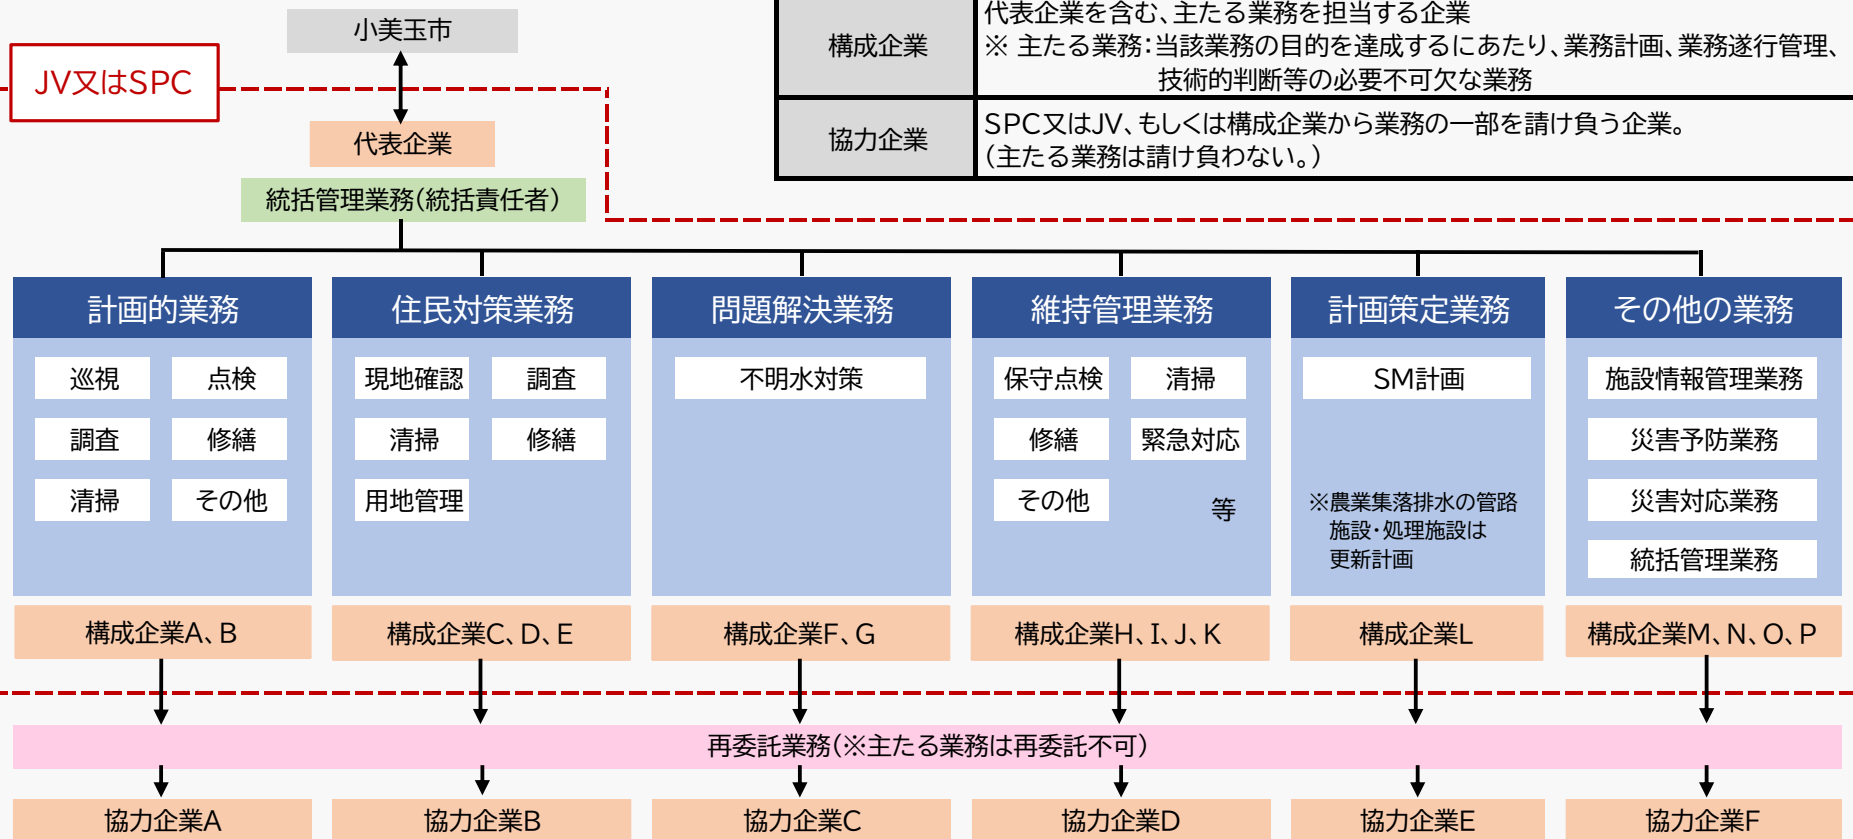 小美玉市
JV又はSPC
代表企業
統括管理業務(統括責任者)
構成企業
代表企業を含む、主たる業務を担当する企業
※ 主たる業務：当該業務の目的を達成するにあたり、業務計画、業務遂行管理、
技術的判断等の必要不可欠な業務
協力企業
SPC又はJV、もしくは構成企業から業務の一部を請け負う企業。
(主たる業務は請け負わない。)
計画的業務
巡視 点検
調査 修繕
清掃 その他
構成企業A、B
住民対策業務
現地確認 調査
清掃 修繕
用地管理
構成企業C、D、E
問題解決業務
不明水対策
構成企業F、G
維持管理業務
保守点検 清掃
修繕 緊急対応
その他 等
構成企業H、I、J、K
計画策定業務
SM計画
※農業集落排水の管路
施設・処理施設は
更新計画
構成企業L
その他の業務
施設情報管理業務
災害予防業務
災害対応業務
統括管理業務
構成企業M、N、O、P
再委託業務(※主たる業務は再委託不可)
協力企業A
協力企業B
協力企業C
協力企業D
協力企業E
協力企業F